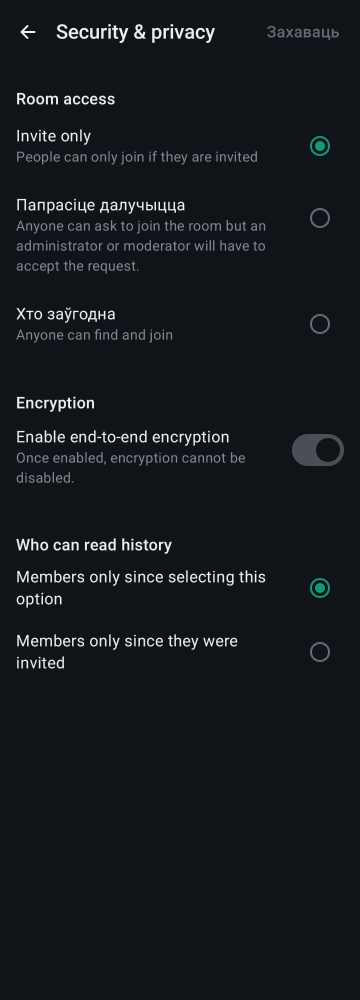 Security & privacy
Захаваць
Room access
Invite only
People can only join if they are invited
Папрасіце далучыцца
Anyone can ask to join the room but an
administrator or moderator will have to
accept the request.
Хто заўгодна
Anyone can find and join
Encryption
Enable end-to-end encryption
Once enabled, encryption cannot be
disabled.
Who can read history
Members only since selecting this
option
Members only since they were
invited